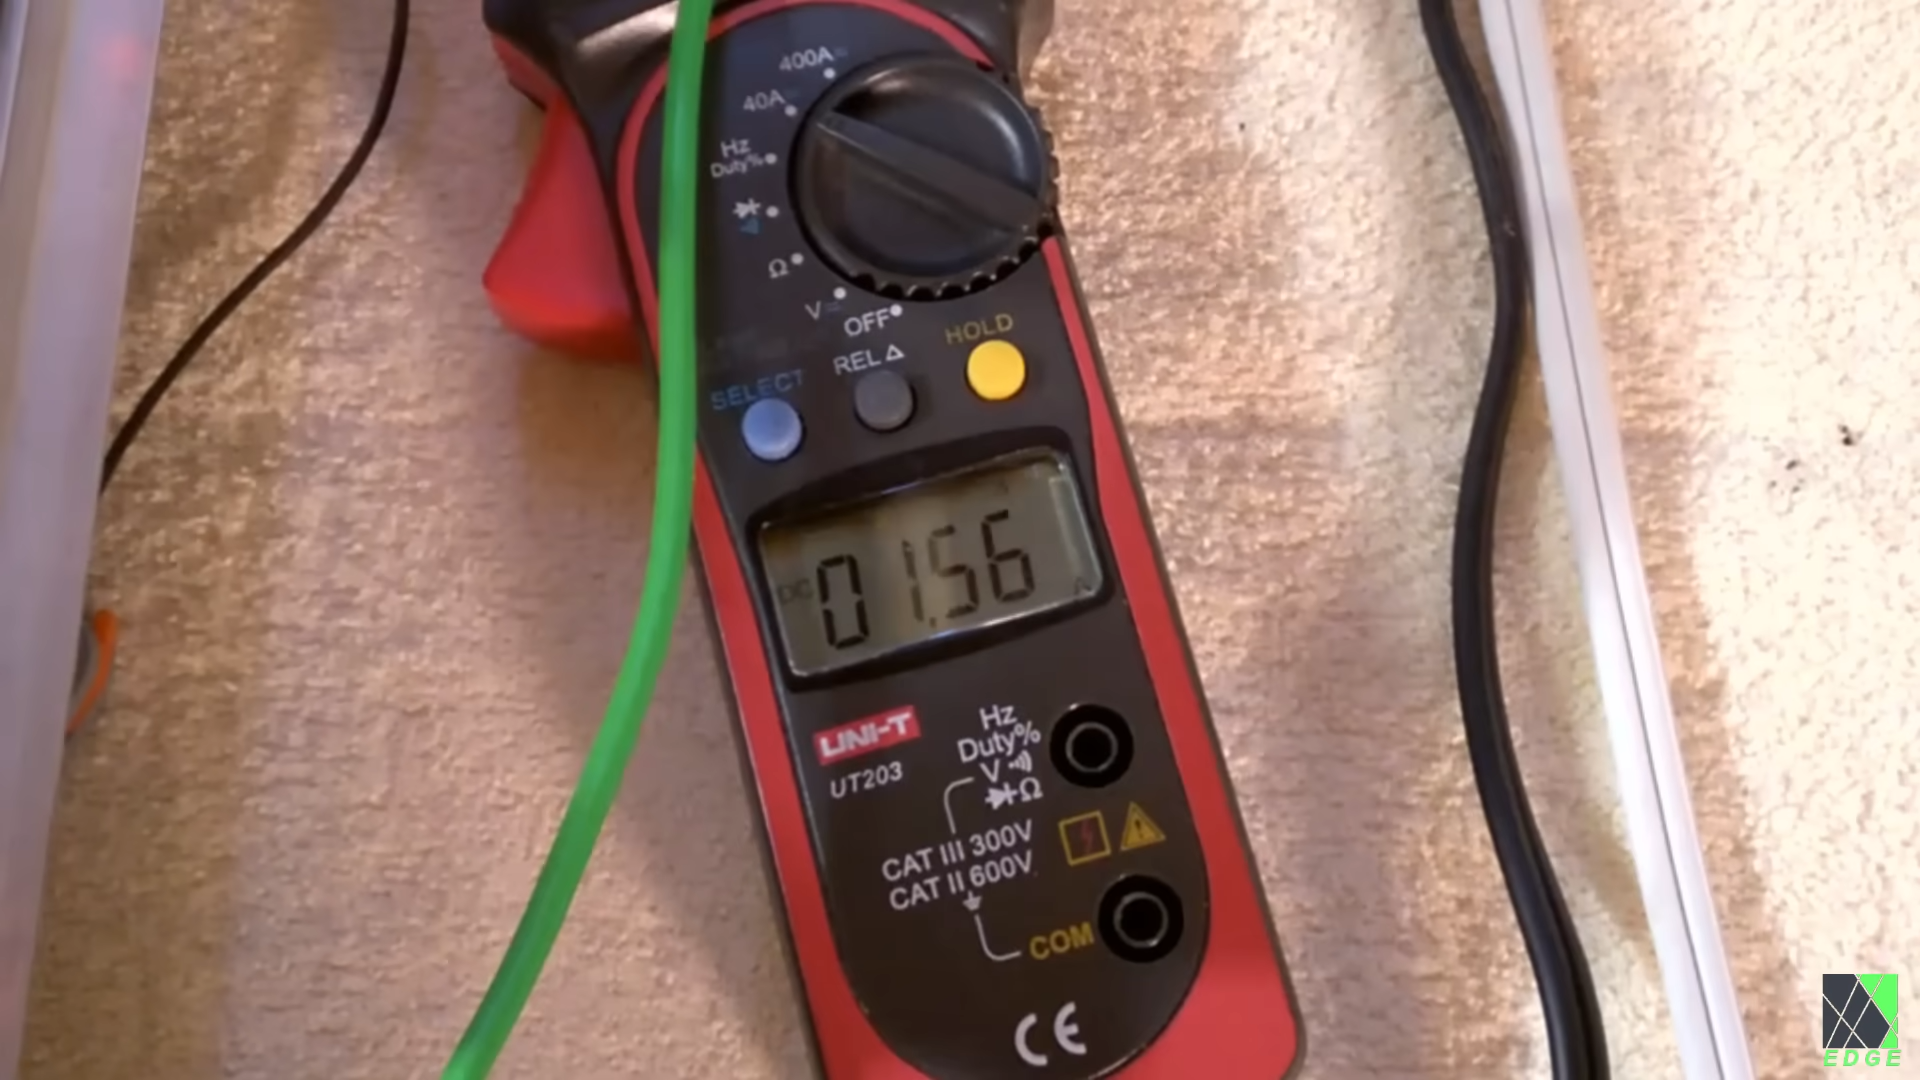 400A
40A
Hz
Duty%
Ω
V
OFF
SELECT
REL Δ
HOLD
DC
01.56
A
UNI-T
UT203
Hz
Duty%
V
Ω
CAT III 300V
CAT II 600V
COM
CE
EDGE